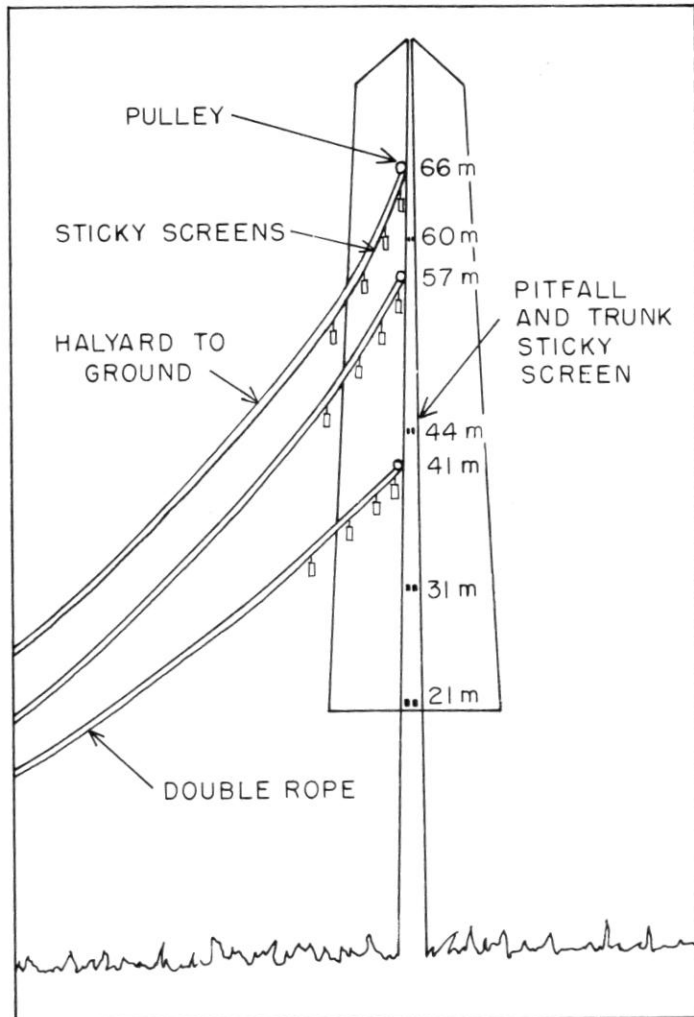 PULLEY
66 m
STICKY SCREENS
60 m
57 m
HALYARD TO
GROUND
PITFALL
AND TRUNK
STICKY
SCREEN
44 m
41 m
31 m
21 m
DOUBLE ROPE